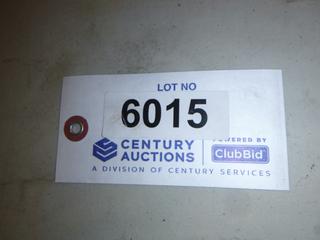 LOT NO
6015
CENTURY AUCTIONS
POWERED BY
ClubBid
A DIVISION OF CENTURY SERVICES